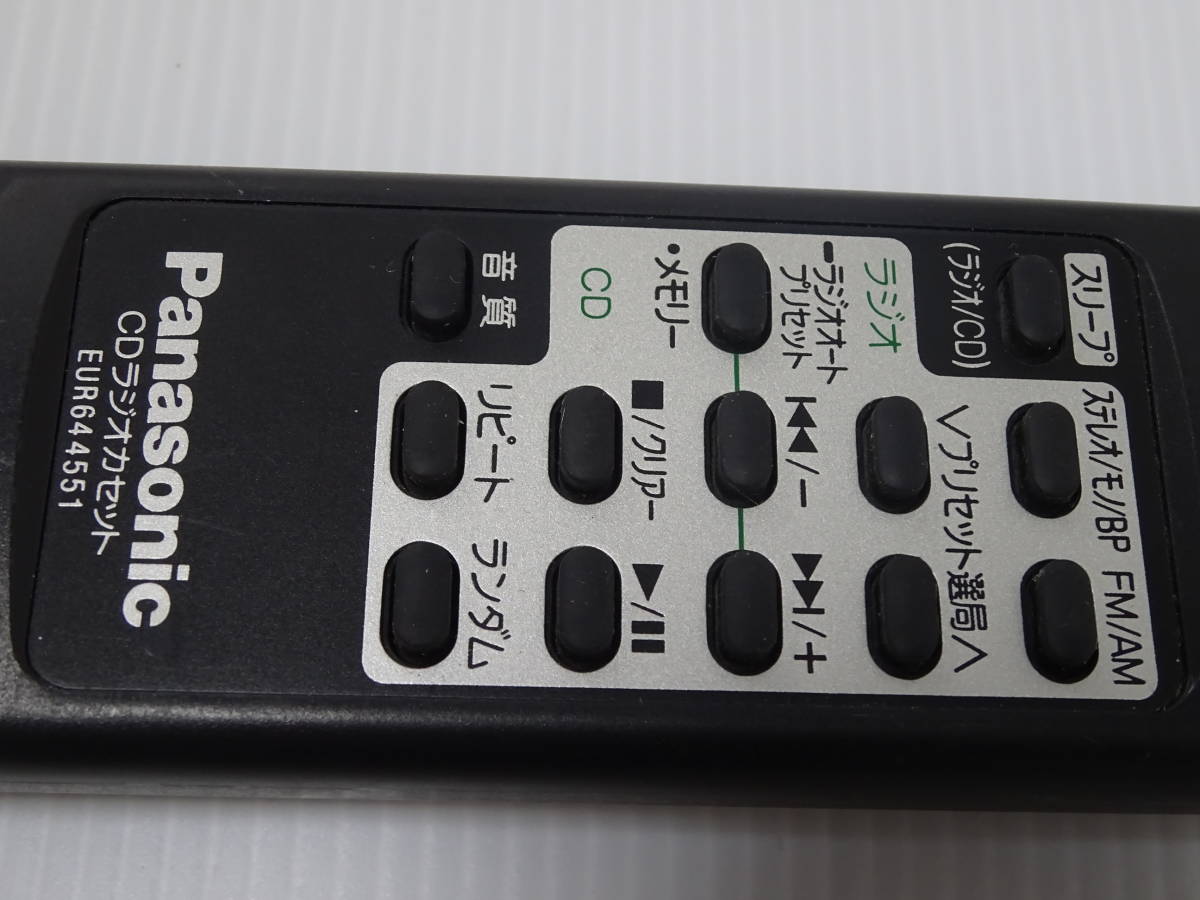 スリープ
(ラジオ/CD)
ステレオ/モノ/BP
FM/AM
ラジオ
∨プリセット選局∧
━ラジオオート
プリセット
⏮/−
⏭/+
•メモリー
■/クリアー
▶/❚❚
CD
音質
リピート
ランダム
Panasonic
CDラジオカセット
EUR644551